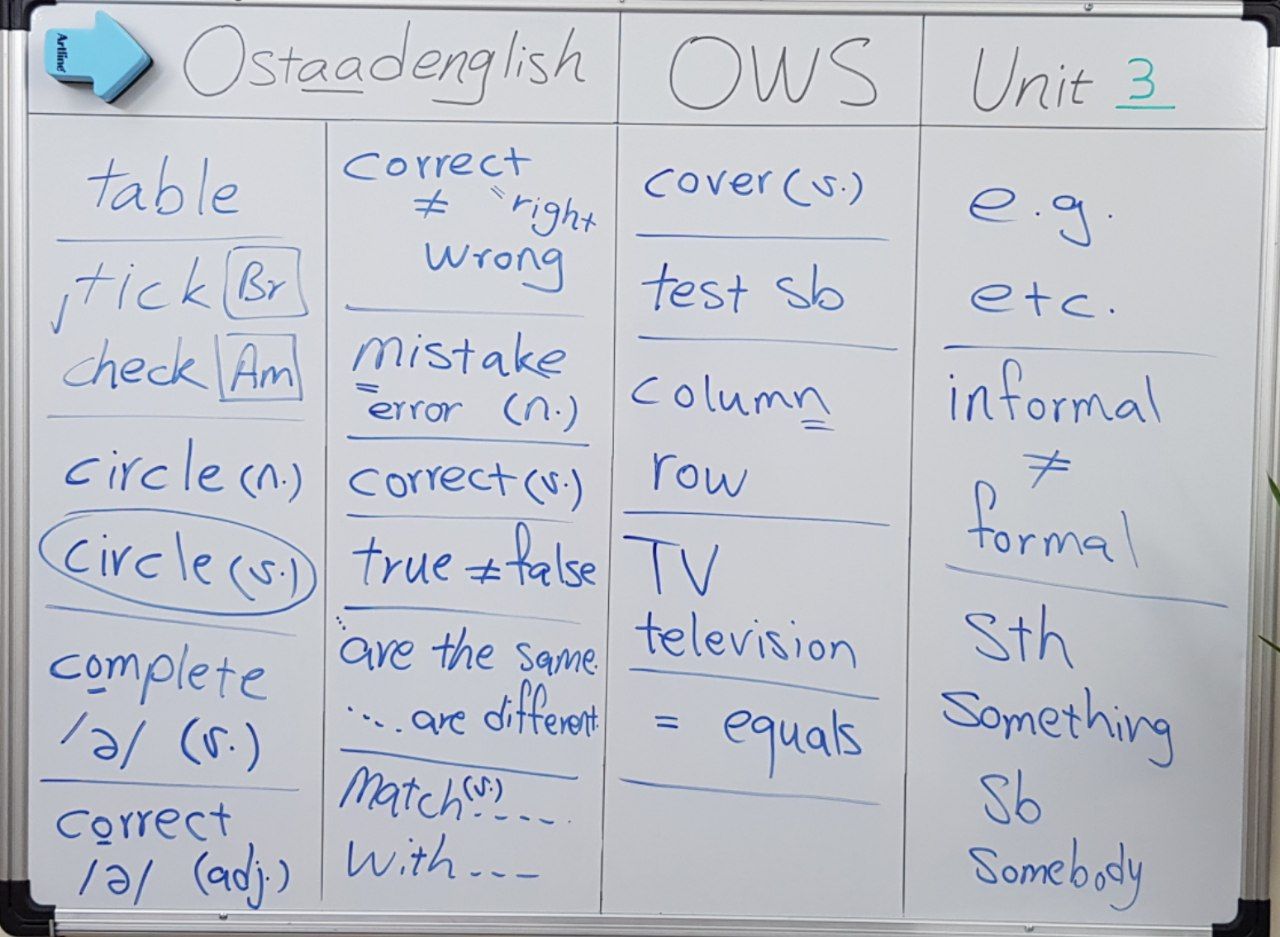 Artline
Ostaadenglish
OWS
Unit 3
table
tick Br
check Am
circle (n.)
circle (v.)
complete
/ə/ (v.)
correct
/ə/ (adj.)
correct
≠ = right
wrong
mistake
= error (n.)
correct (v.)
true ≠ false
... are the same.
... are different.
Match (v.) ....
with ---
cover (v.)
test sb
column
row
TV
television
= equals
e.g.
etc.
informal
≠
formal
Sth
Something
Sb
Somebody